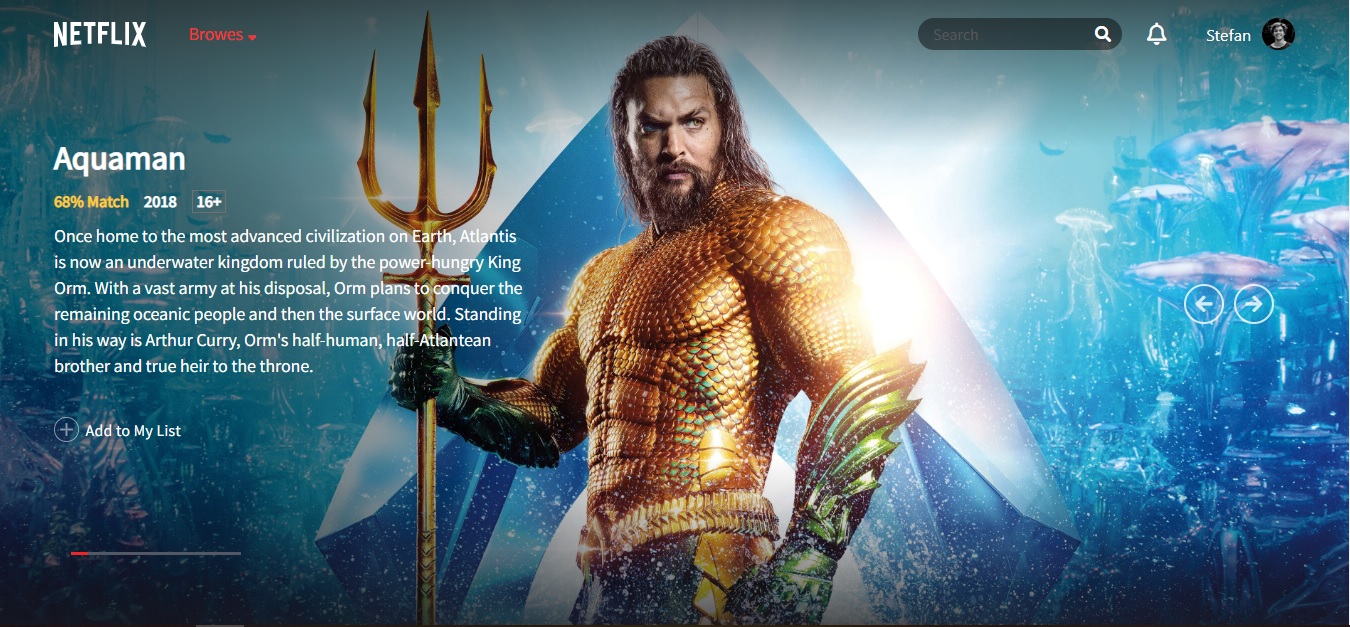 NETFLIX
Browes
Search
Stefan
Aquaman
68% Match 2018 16+
Once home to the most advanced civilization on Earth, Atlantis
is now an underwater kingdom ruled by the power-hungry King
Orm. With a vast army at his disposal, Orm plans to conquer the
remaining oceanic people and then the surface world. Standing
in his way is Arthur Curry, Orm's half-human, half-Atlantean
brother and true heir to the throne.
Add to My List